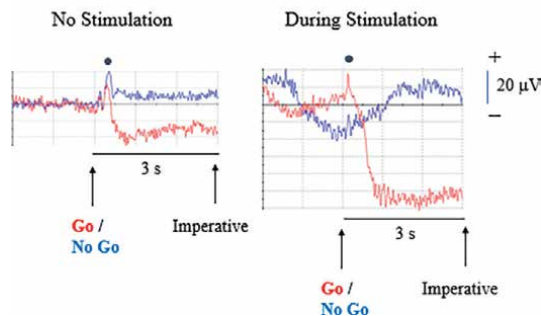 No Stimulation
During Stimulation
+
20 μV
−
3 s
Go /
No Go
Imperative
3 s
Go /
No Go
Imperative